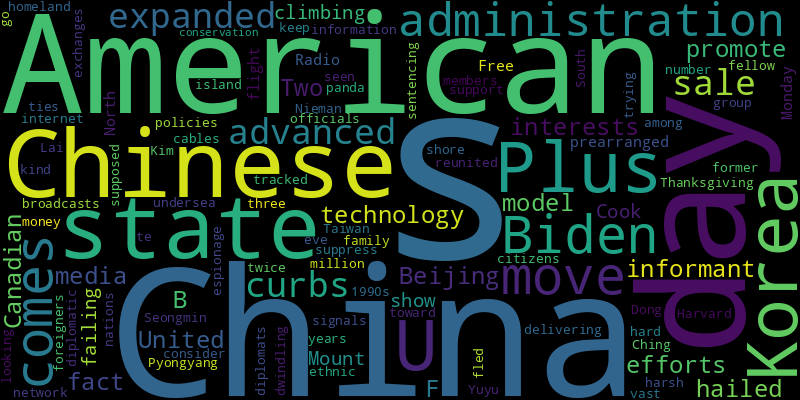 homeland
go
expanded
climbing
keep
information
conservation
exchanges
administration
American
flight
Two
Radio
seen
panda
island
Nieman
officials
sentencing
Free
members
support
South
trying
number
fellow
promote
sale
Monday
group
ties
internet
North
policies
cables
Kim
Lai
kind
supposed
advanced
shore
reunited
interests
prearranged
among
day
former
Thanksgiving
Chinese
S
Plus
tracked
broadcasts
money
undersea
three
te
state
technology
model
Cook
Biden
citizens
Taiwan
eve
family
suppress
espionage
million
Canadian
comes
media
foreigners
diplomatic
failing
nations
B
Seongmin
curbs
twice
1990s
show
Beijing
move
informant
Korea
China
U
signals
toward
delivering
Dong
Harvard
hard
Ching
looking
fact
United
consider
Pyongyang
diplomats
dwindling
years
Mount
ethnic
F
fled
Yuyu
efforts
harsh
vast
hailed
network